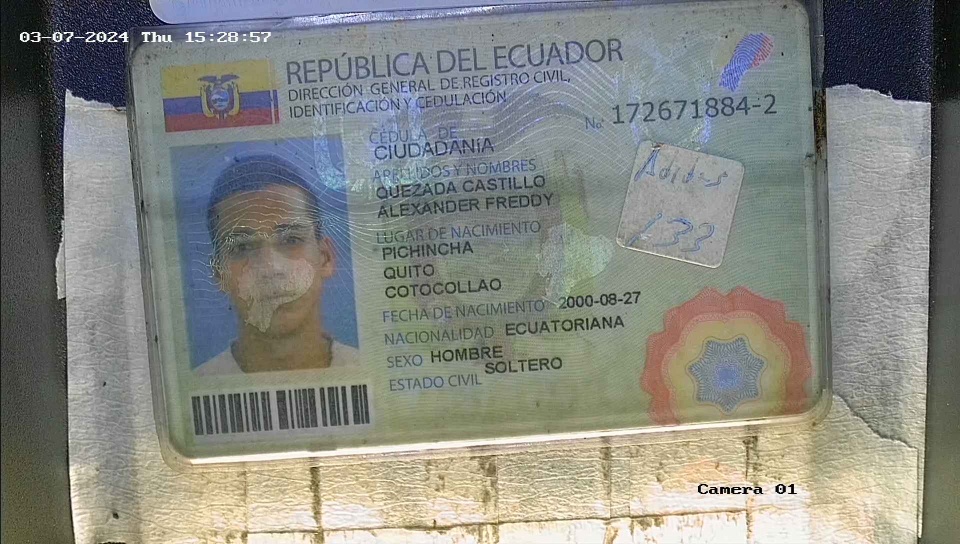 03-07-2024 Thu 15:28:57
REPÚBLICA DEL ECUADOR
DIRECCIÓN GENERAL DE REGISTRO CIVIL,
IDENTIFICACIÓN Y CEDULACIÓN
No. 172671884-2
CÉDULA DE
CIUDADANÍA
APELLIDOS Y NOMBRES
QUEZADA CASTILLO
ALEXANDER FREDDY
Adidas
133
LUGAR DE NACIMIENTO
PICHINCHA
QUITO
COTOCOLLAO
FECHA DE NACIMIENTO 2000-08-27
NACIONALIDAD ECUATORIANA
SEXO HOMBRE
ESTADO CIVIL SOLTERO
Camera 01